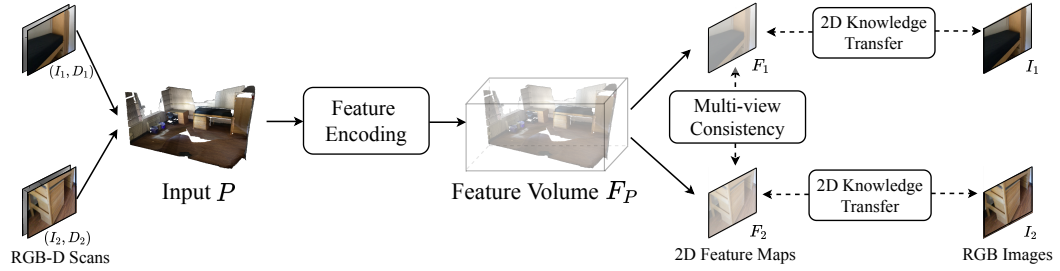 (I₁, D₁)
(I₂, D₂)
RGB-D Scans
Input P
Feature
Encoding
Feature Volume F_P
F₁
Multi-view
Consistency
F₂
2D Feature Maps
2D Knowledge
Transfer
2D Knowledge
Transfer
I₁
I₂
RGB Images